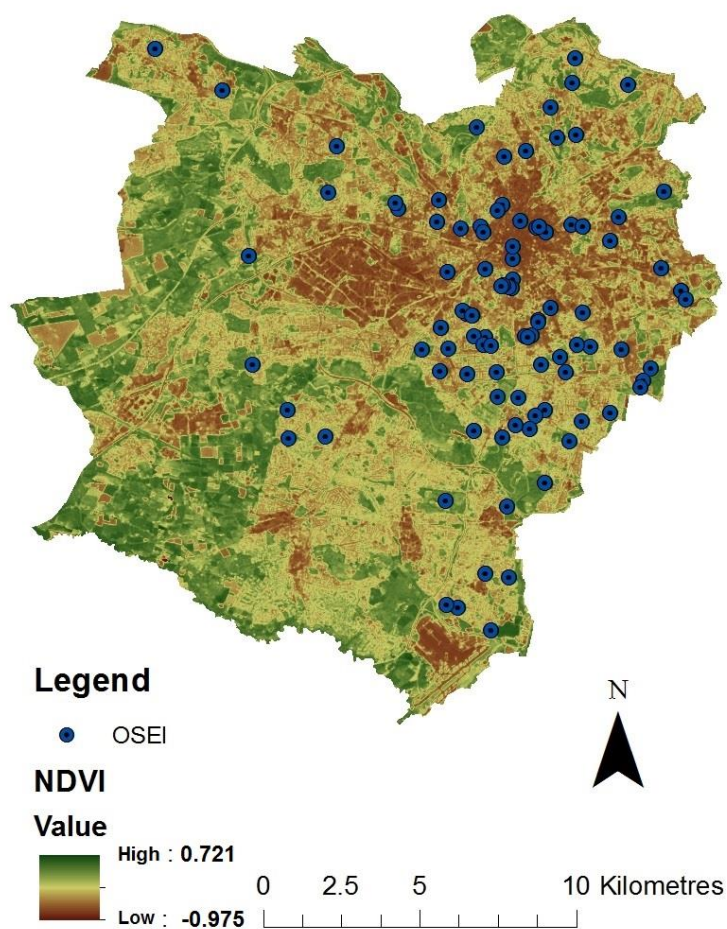 Legend
OSEI
NDVI
Value
High : 0.721
Low : -0.975
N
0 2.5 5 10 Kilometres